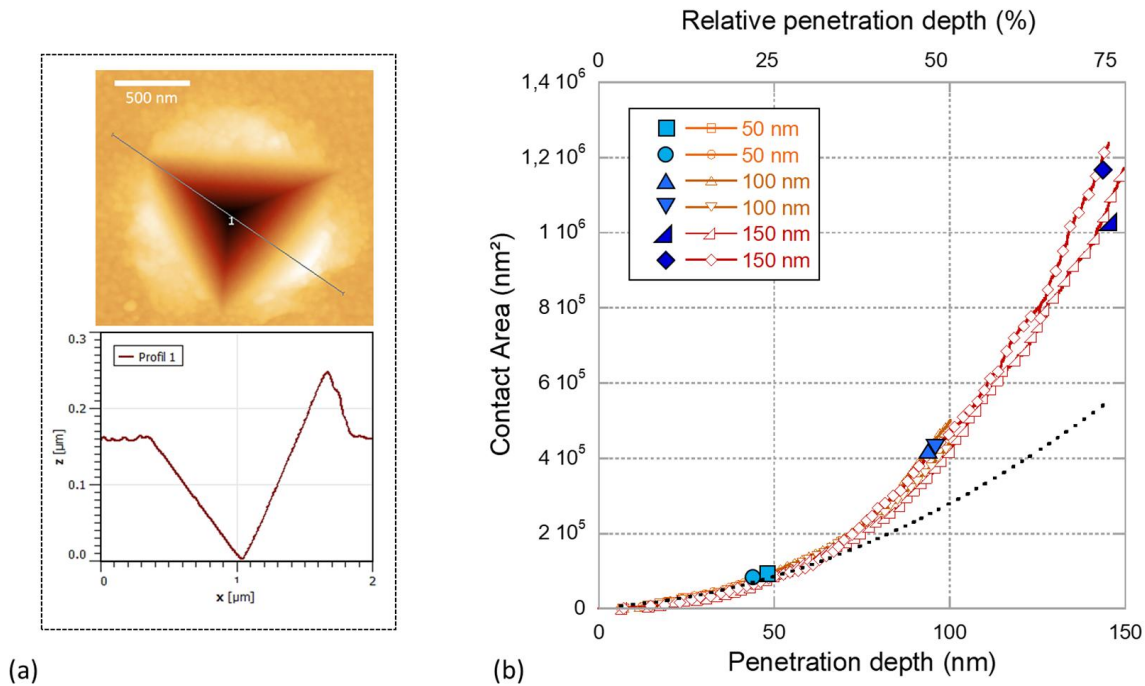 500 nm
1
0.3
0.2
0.1
0.0
z [µm]
Profil 1
0
1
2
x [µm]
(a)
Relative penetration depth (%)
0
25
50
75
Contact Area (nm²)
1,4 10⁶
1,2 10⁶
1 10⁶
8 10⁵
6 10⁵
4 10⁵
2 10⁵
0
50 nm
50 nm
100 nm
100 nm
150 nm
150 nm
0
50
100
150
Penetration depth (nm)
(b)